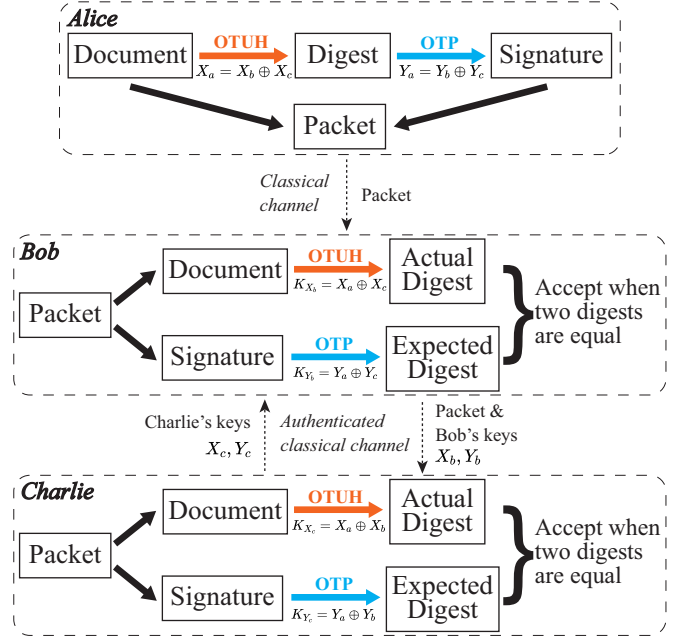 Alice
Document
OTUH
X_a = X_b ⊕ X_c
Digest
OTP
Y_a = Y_b ⊕ Y_c
Signature
Packet
Classical
channel
Packet
Bob
Packet
Document
OTUH
K_{X_b} = X_a ⊕ X_c
Actual
Digest
Signature
OTP
K_{Y_b} = Y_a ⊕ Y_c
Expected
Digest
Accept when
two digests
are equal
Charlie's keys
X_c, Y_c
Authenticated
classical channel
Packet &
Bob's keys
X_b, Y_b
Charlie
Packet
Document
OTUH
K_{X_c} = X_a ⊕ X_b
Actual
Digest
Signature
OTP
K_{Y_c} = Y_a ⊕ Y_b
Expected
Digest
Accept when
two digests
are equal